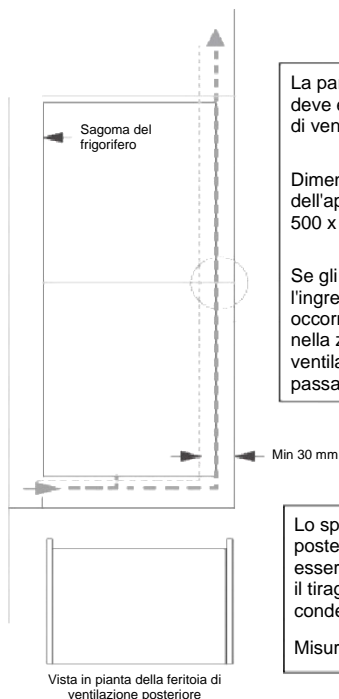 Sagoma del
frigorifero
La par
deve e
di ven
Dimen
dell'ap
500 x
Se gli
l'ingre
occorr
nella z
ventila
passa
Min 30 mm
Lo sp
poste
esser
il tirag
conde
Misur
Vista in pianta della feritoia di
ventilazione posteriore